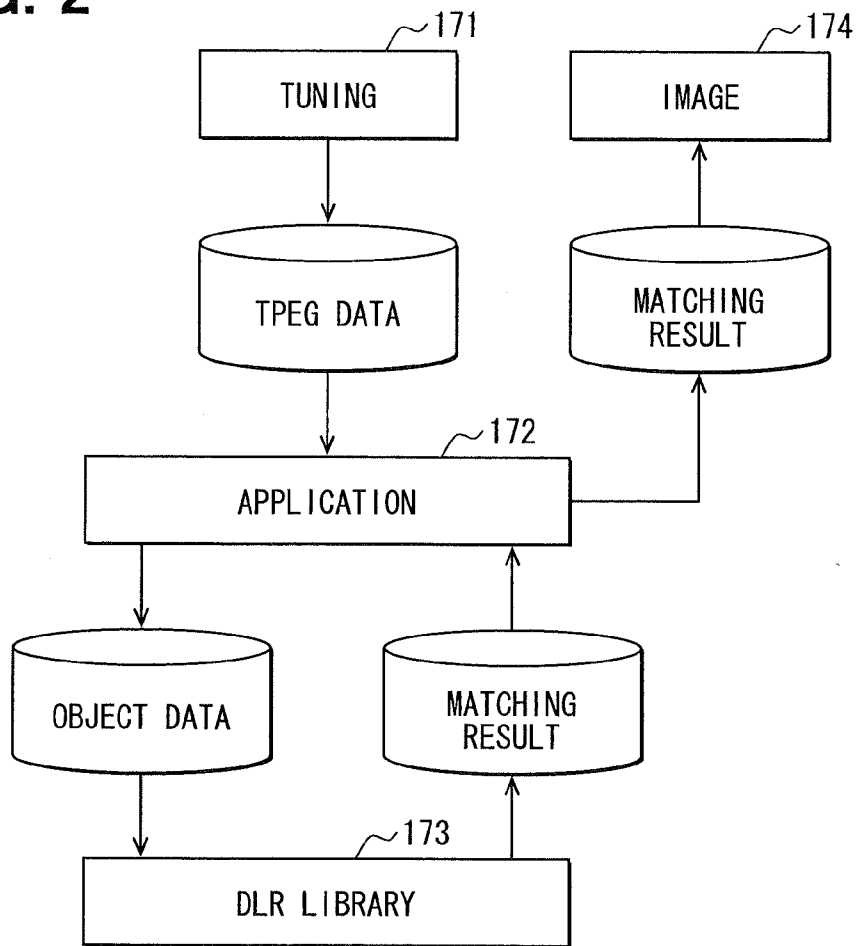 G. 2
171
174
TUNING
IMAGE
TPEG DATA
MATCHING
RESULT
172
APPLICATION
OBJECT DATA
MATCHING
RESULT
173
DLR LIBRARY